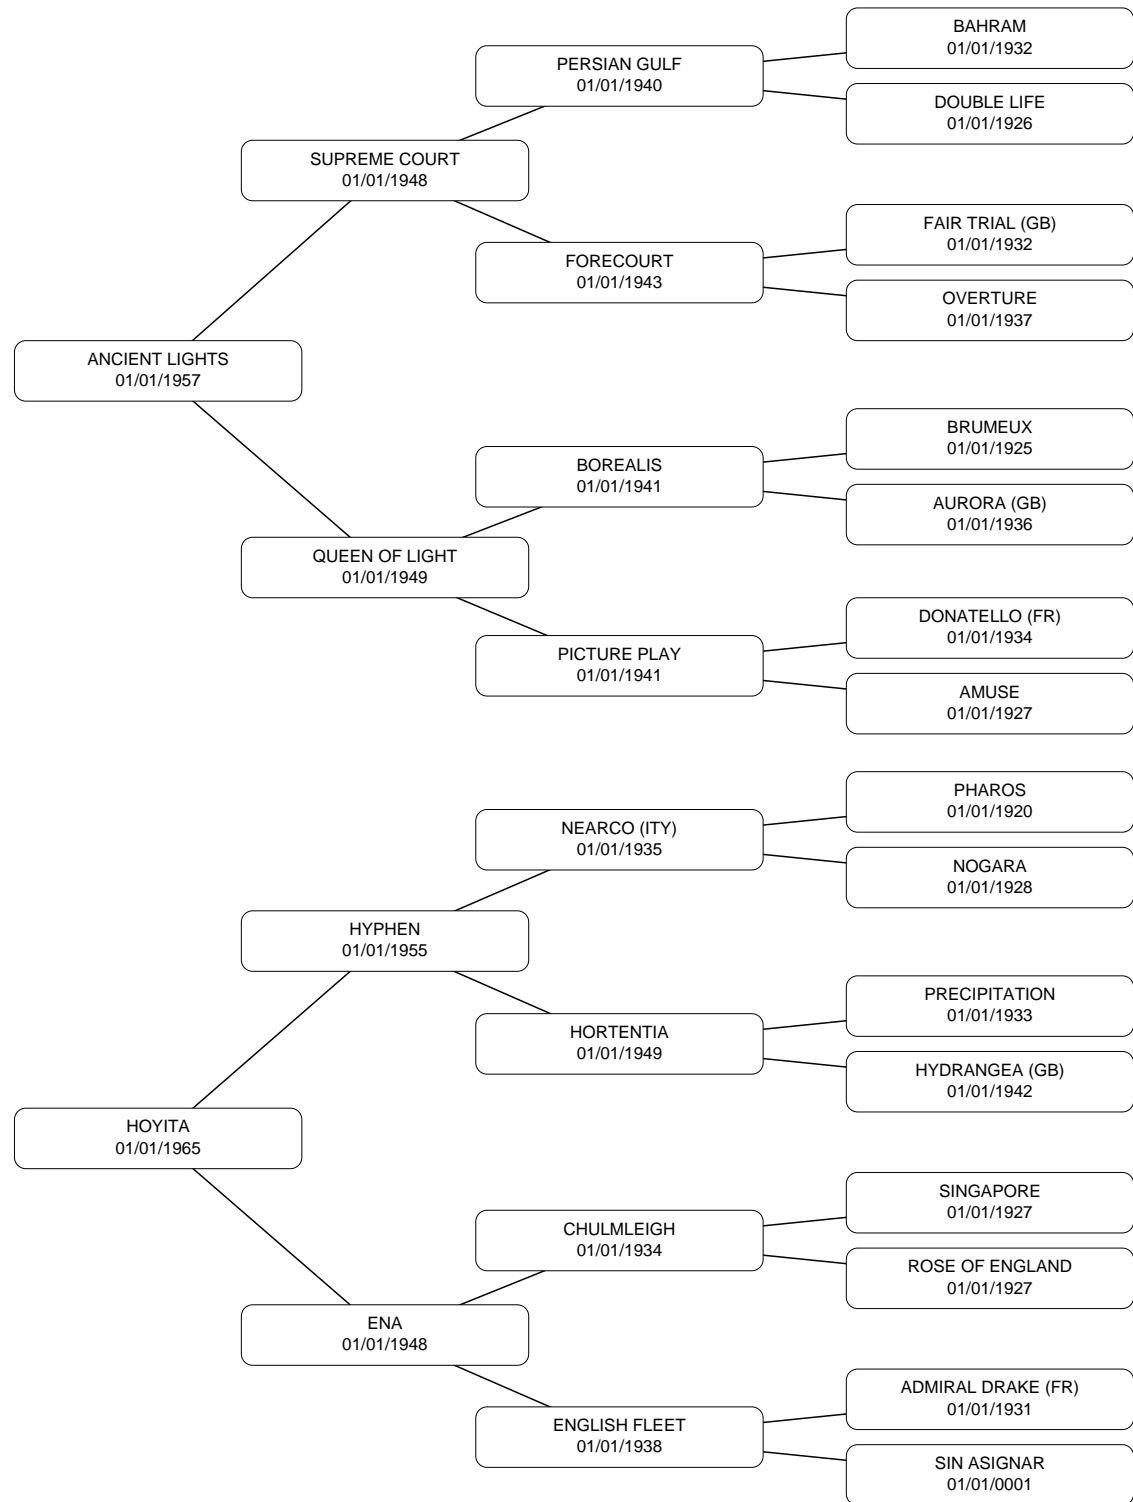 BAHRAM
01/01/1932
PERSIAN GULF
01/01/1940
DOUBLE LIFE
01/01/1926
SUPREME COURT
01/01/1948
FAIR TRIAL (GB)
01/01/1932
FORECOURT
01/01/1943
OVERTURE
01/01/1937
ANCIENT LIGHTS
01/01/1957
BRUMEUX
01/01/1925
BOREALIS
01/01/1941
AURORA (GB)
01/01/1936
QUEEN OF LIGHT
01/01/1949
DONATELLO (FR)
01/01/1934
PICTURE PLAY
01/01/1941
AMUSE
01/01/1927
PHAROS
01/01/1920
NEARCO (ITY)
01/01/1935
NOGARA
01/01/1928
HYPHEN
01/01/1955
PRECIPITATION
01/01/1933
HORTENTIA
01/01/1949
HYDRANGEA (GB)
01/01/1942
HOYITA
01/01/1965
SINGAPORE
01/01/1927
CHULMLEIGH
01/01/1934
ROSE OF ENGLAND
01/01/1927
ENA
01/01/1948
ADMIRAL DRAKE (FR)
01/01/1931
ENGLISH FLEET
01/01/1938
SIN ASIGNAR
01/01/0001